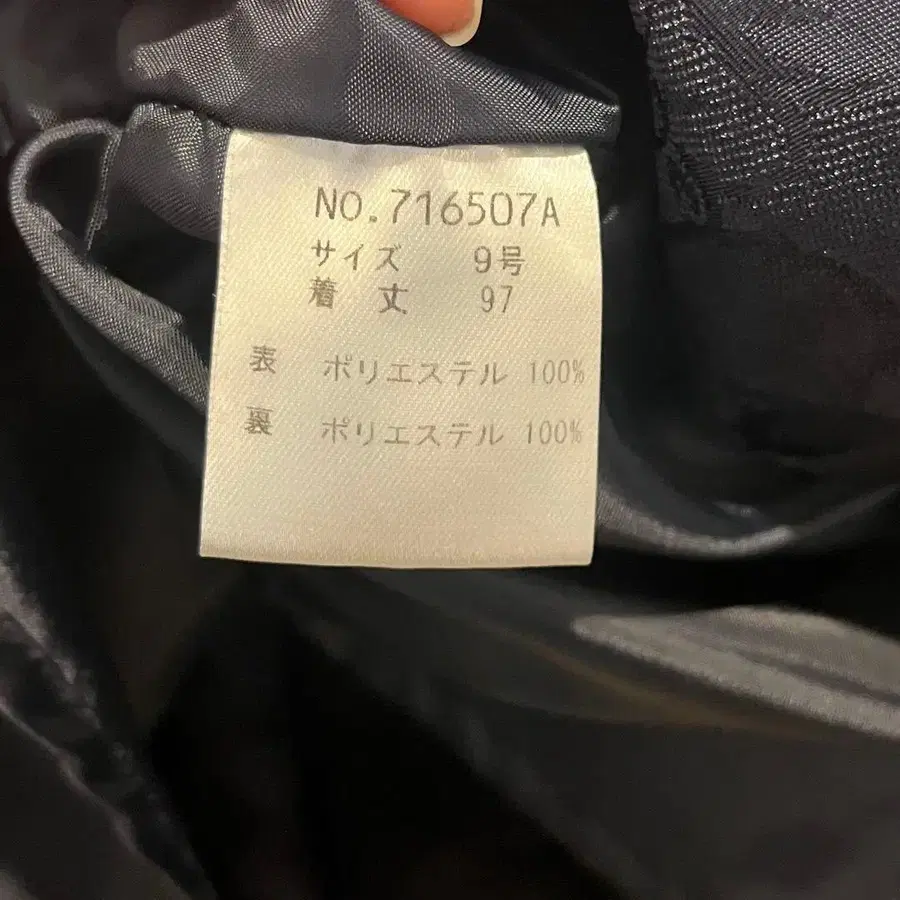 NO.716507A
サイズ 9号
着丈 97
表 ポリエステル 100%
裏 ポリエステル 100%